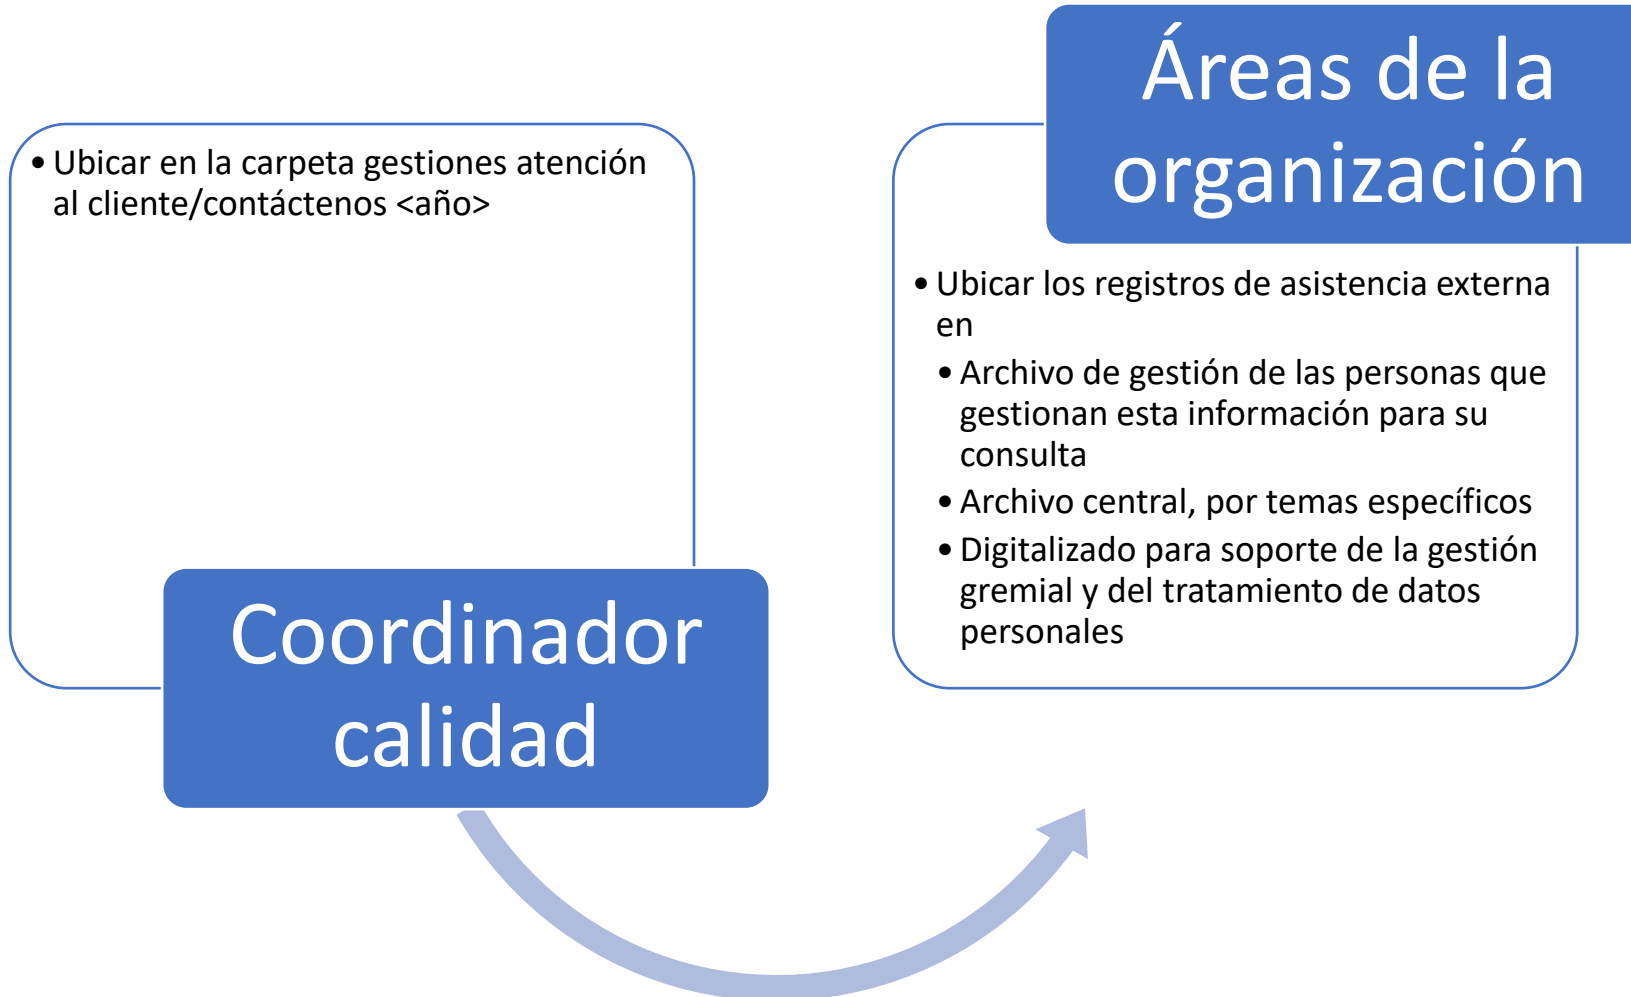 • Ubicar en la carpeta gestiones atención
al cliente/contáctenos <año>
Coordinador
calidad
Áreas de la
organización
• Ubicar los registros de asistencia externa
en
• Archivo de gestión de las personas que
gestionan esta información para su
consulta
• Archivo central, por temas específicos
• Digitalizado para soporte de la gestión
gremial y del tratamiento de datos
personales